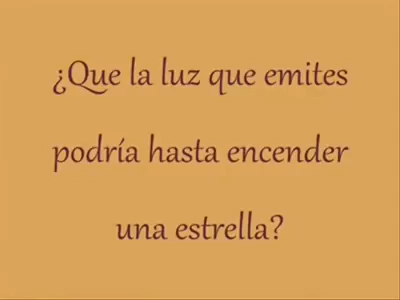 ¿Que la luz que emites
podría hasta encender
una estrella?